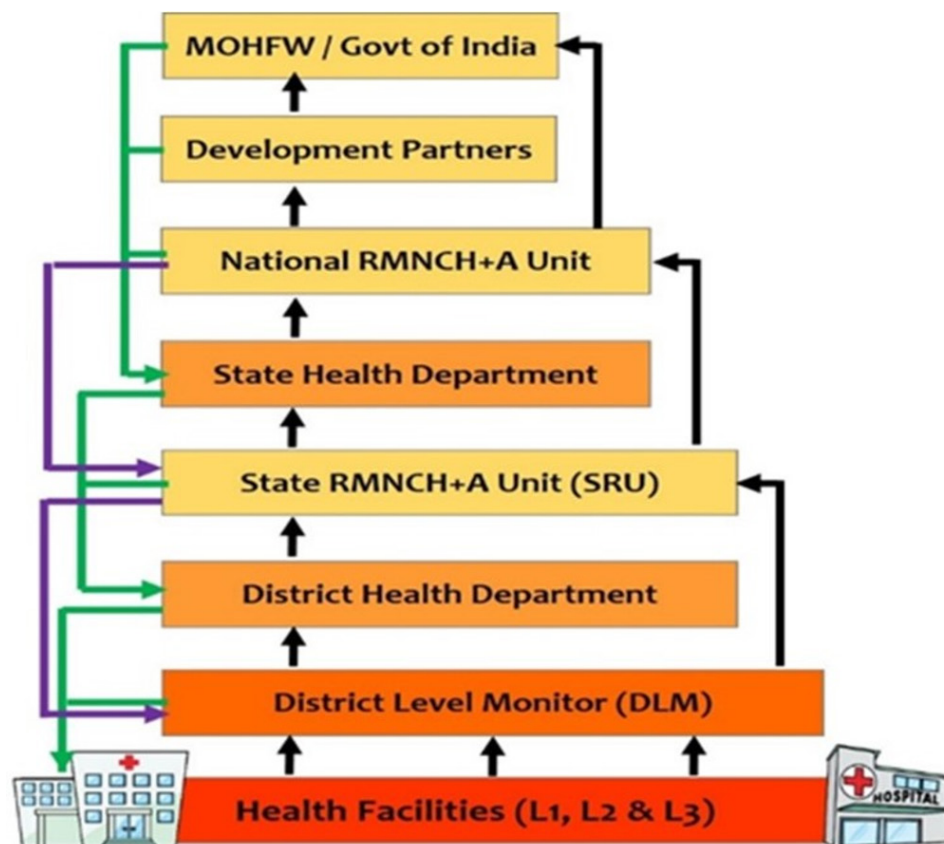 MOHFW / Govt of India
Development Partners
National RMNCH+A Unit
State Health Department
State RMNCH+A Unit (SRU)
District Health Department
District Level Monitor (DLM)
Health Facilities (L1, L2 & L3)
HOSPITAL